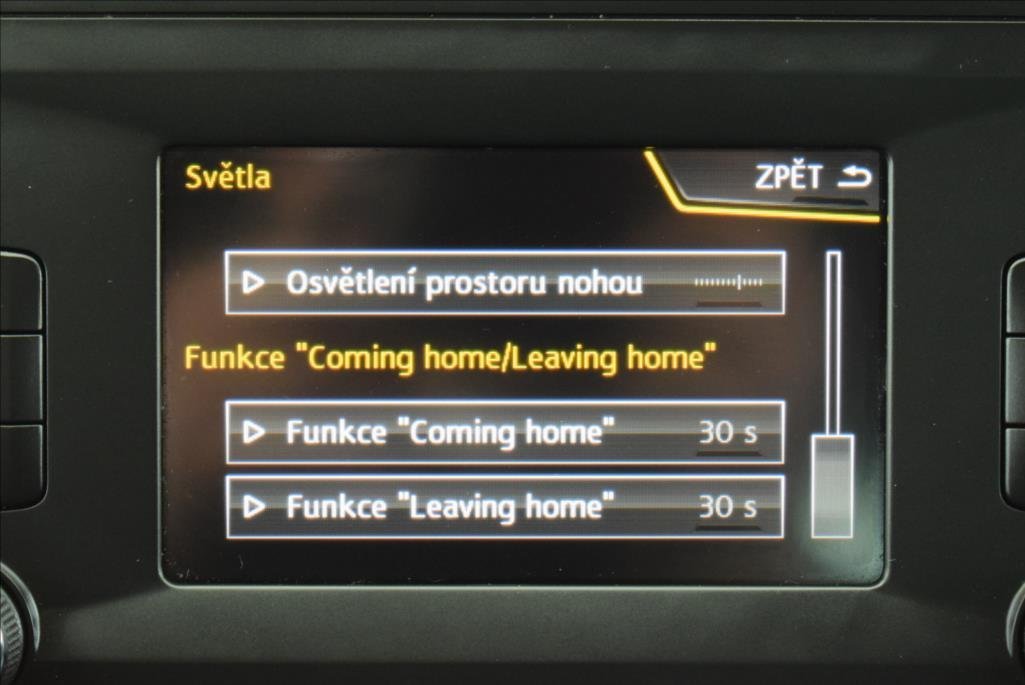 Světla
ZPĚT
Osvětlení prostoru nohou
Funkce "Coming home/Leaving home"
Funkce "Coming home" 30 s
Funkce "Leaving home" 30 s